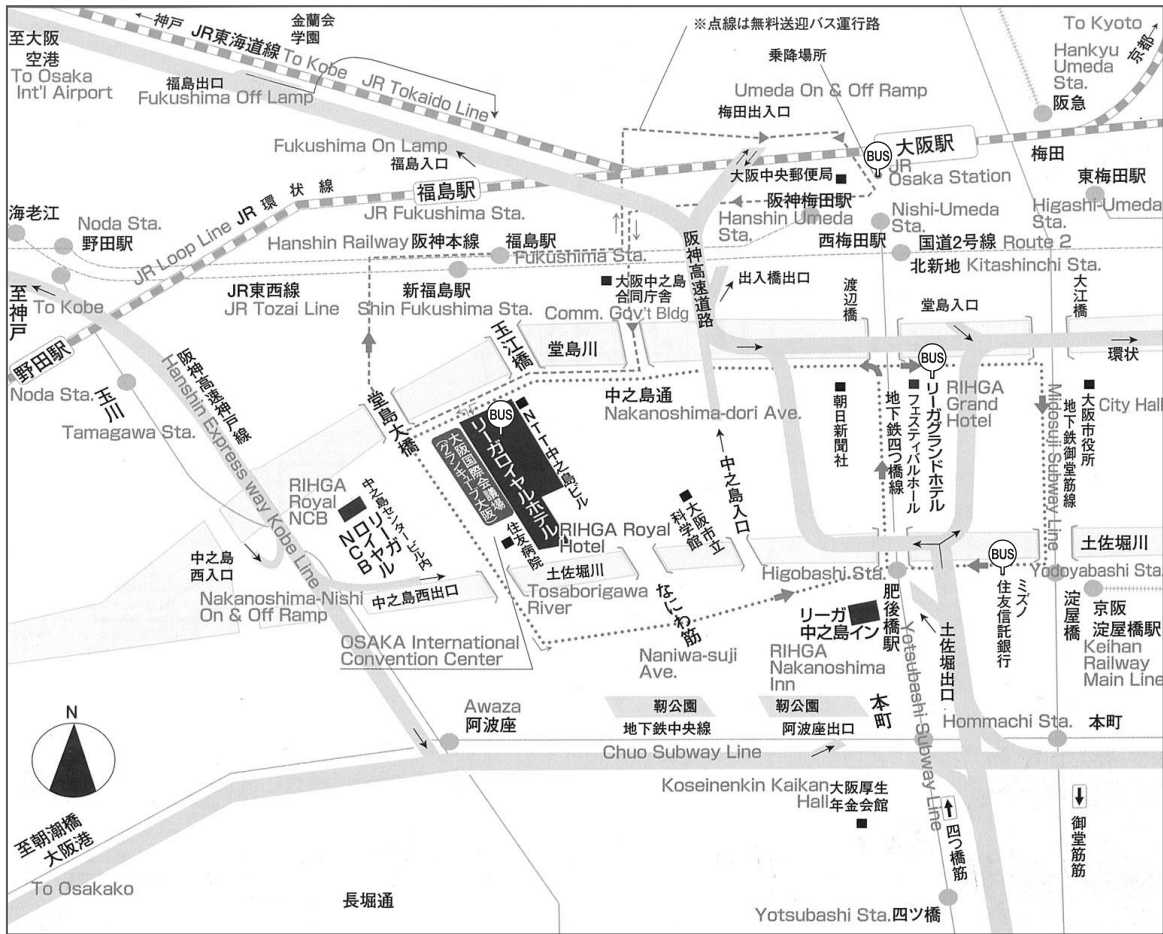 ※点線は無料送迎バス運行路
乗降場所
To Kyoto
京都
Hankyu
Umeda
Sta.
阪急
梅田
←神戸
JR東海道線
To Kobe
JR Tokaido Line
金蘭会
学園
至大阪
空港
To Osaka
Int'l Airport
福島出口
Fukushima Off Lamp
Umeda On & Off Ramp
梅田出入口
Fukushima On Lamp
福島入口
BUS
大阪駅
JR
Osaka Station
大阪中央郵便局
東梅田駅
Higashi-Umeda
Sta.
福島駅
JR Fukushima Sta.
JR Loop Line JR 環 状 線
海老江
Noda Sta.
野田駅
阪神梅田駅
Hanshin Umeda
Sta.
Nishi-Umeda
Sta.
西梅田駅
国道2号線 Route 2
北新地 Kitashinchi Sta.
Hanshin Railway 阪神本線
福島駅
Fukushima Sta.
新福島駅
Shin Fukushima Sta.
JR東西線
JR Tozai Line
大阪中之島
合同庁舎
Comm. Gov't Bldg
阪神高速道路
出入橋出口
渡辺橋
堂島入口
大江橋
環状
至神戸
To Kobe
野田駅
Noda Sta.
玉川
Tamagawa Sta.
阪神高速神戸線
Hanshin Express way Kobe Line
玉江橋
堂島川
堂島大橋
中之島通
Nakanoshima-dori Ave.
BUS
リーガロイヤルホテル
RIHGA Royal
Hotel
大阪国際会議場
(グランキューブ大阪)
NTT中之島ビル
住友病院
朝日新聞社
地下鉄四つ橋線
フェスティバルホール
BUS
リーガグランドホテル
RIHGA
Grand
Hotel
Midosuji Subway Line
地下鉄御堂筋線
大阪市役所
City Hall
RIHGA
Royal
NCB
中之島センタービル内
リーガロイヤル
NCB
中之島
西入口
Nakanoshima-Nishi
On & Off Ramp
中之島西出口
OSAKA International
Convention Center
土佐堀川
Tosaborigawa
River
大阪市立
科学館
中之島入口
なにわ筋
Naniwa-suji
Ave.
Higobashi Sta.
肥後橋駅
リーガ
中之島イン
RIHGA
Nakanoshima
Inn
BUS
ミズノ
住友信託銀行
土佐堀川
Yodoyabashi Sta.
淀屋橋
京阪
淀屋橋駅
Keihan
Railway
Main Line
土佐堀出口
Yotsubashi Subway Line
Awaza
阿波座
靭公園
靭公園
本町
地下鉄中央線
阿波座出口
Chuo Subway Line
Hommachi Sta. 本町
Koseinenkin Kaikan
Hall
大阪厚生
年金会館
四つ橋筋
御堂筋
N
至朝潮橋
大阪港
To Osakako
長堀通
Yotsubashi Sta. 四ツ橋